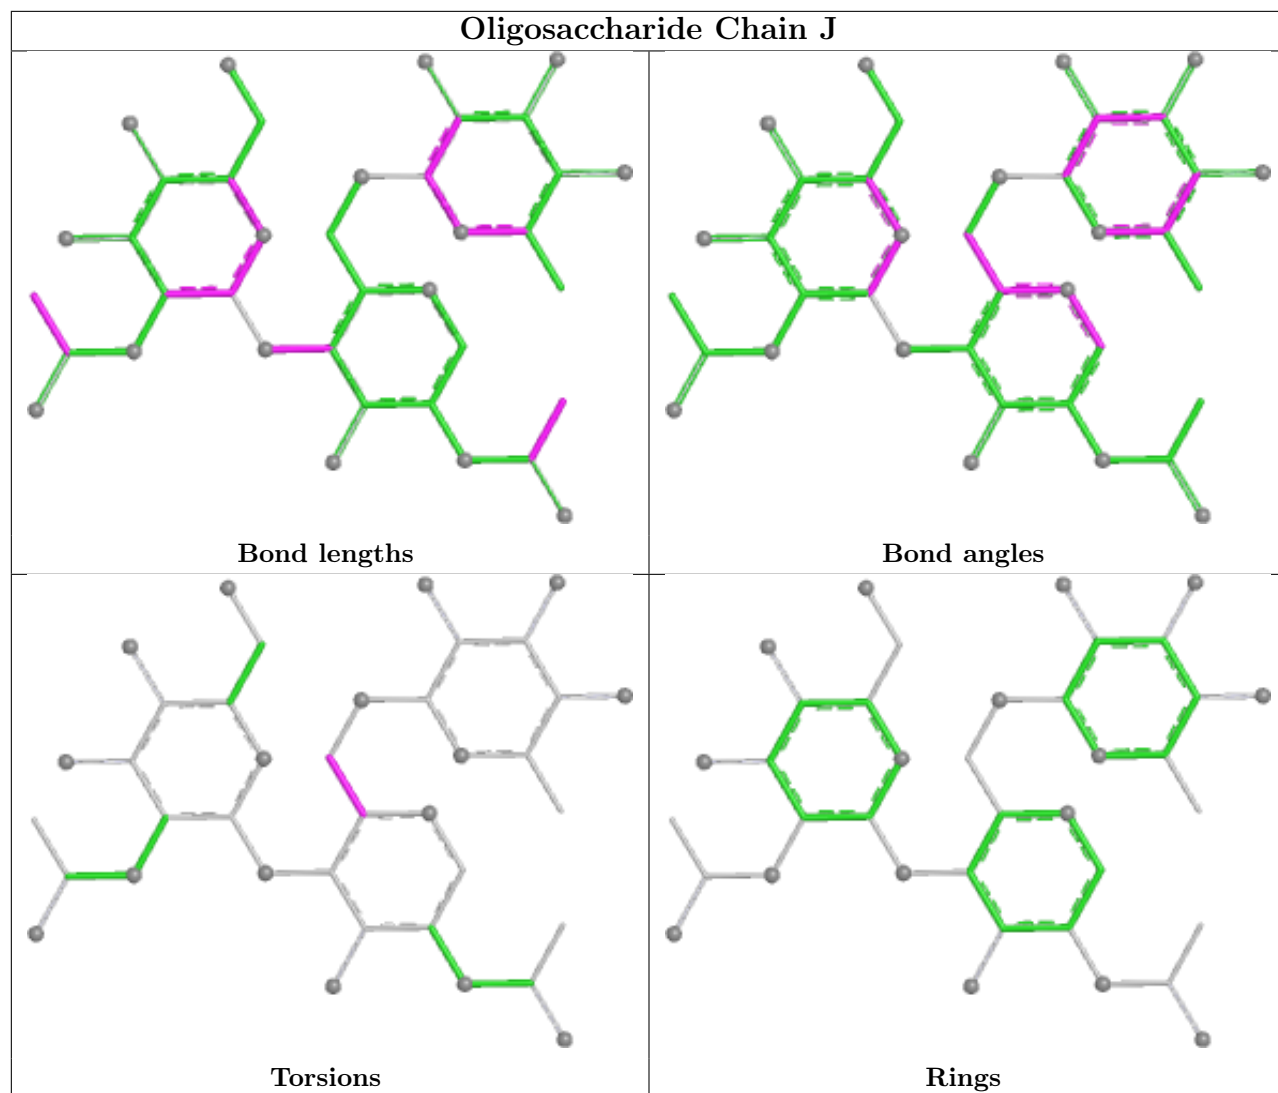 Oligosaccharide Chain J
Bond lengths
Bond angles
Torsions
Rings